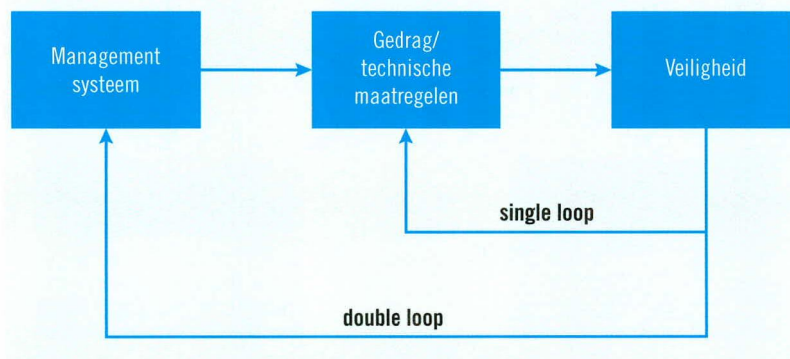 Management
systeem
Gedrag/
technische
maatregelen
Veiligheid
single loop
double loop